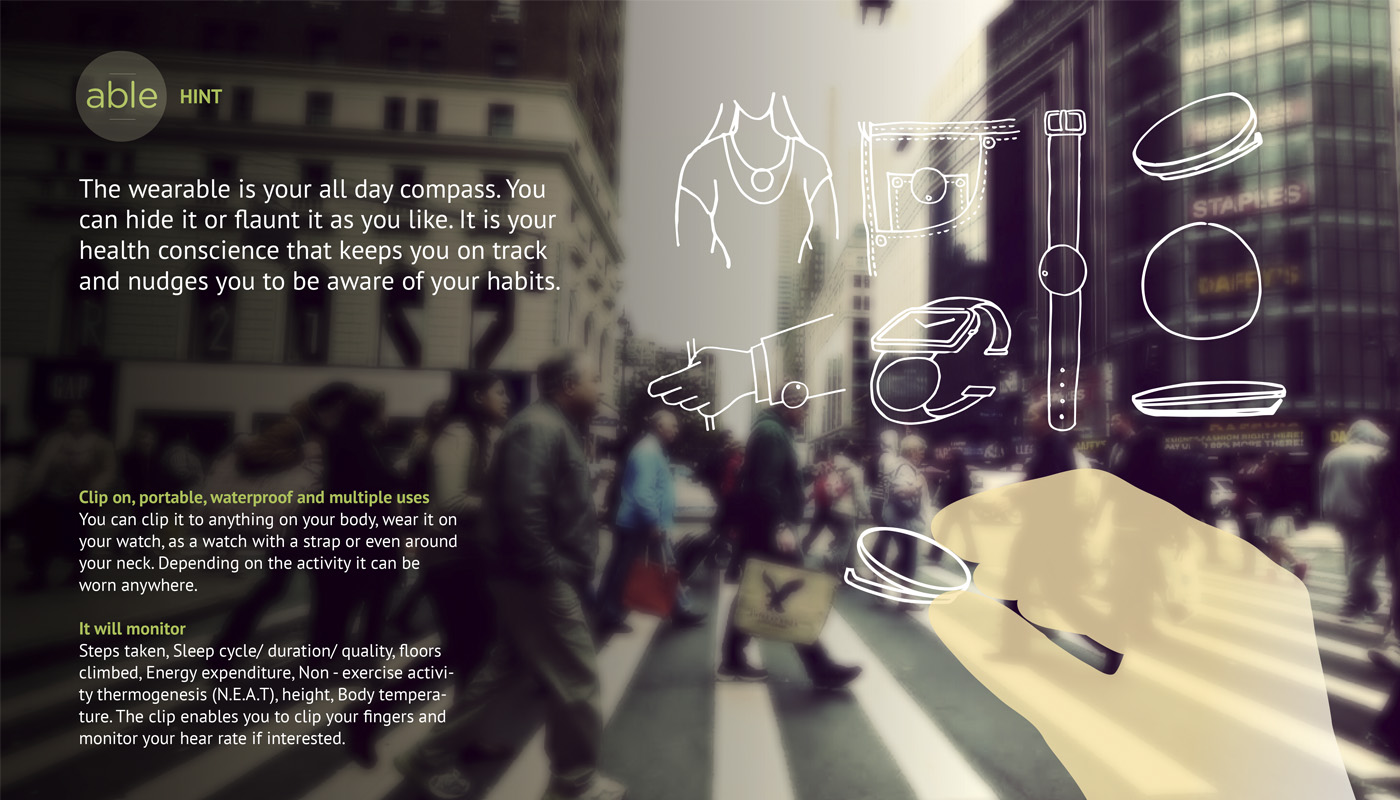 able
HINT
The wearable is your all day compass. You
can hide it or flaunt it as you like. It is your
health conscience that keeps you on track
and nudges you to be aware of your habits.
Clip on, portable, waterproof and multiple uses
You can clip it to anything on your body, wear it on
your watch, as a watch with a strap or even around
your neck. Depending on the activity it can be
worn anywhere.
It will monitor
Steps taken, Sleep cycle/ duration/ quality, floors
climbed, Energy expenditure, Non - exercise activi-
ty thermogenesis (N.E.A.T), height, Body tempera-
ture. The clip enables you to clip your fingers and
monitor your hear rate if interested.
STAPLES
DAFFY'S